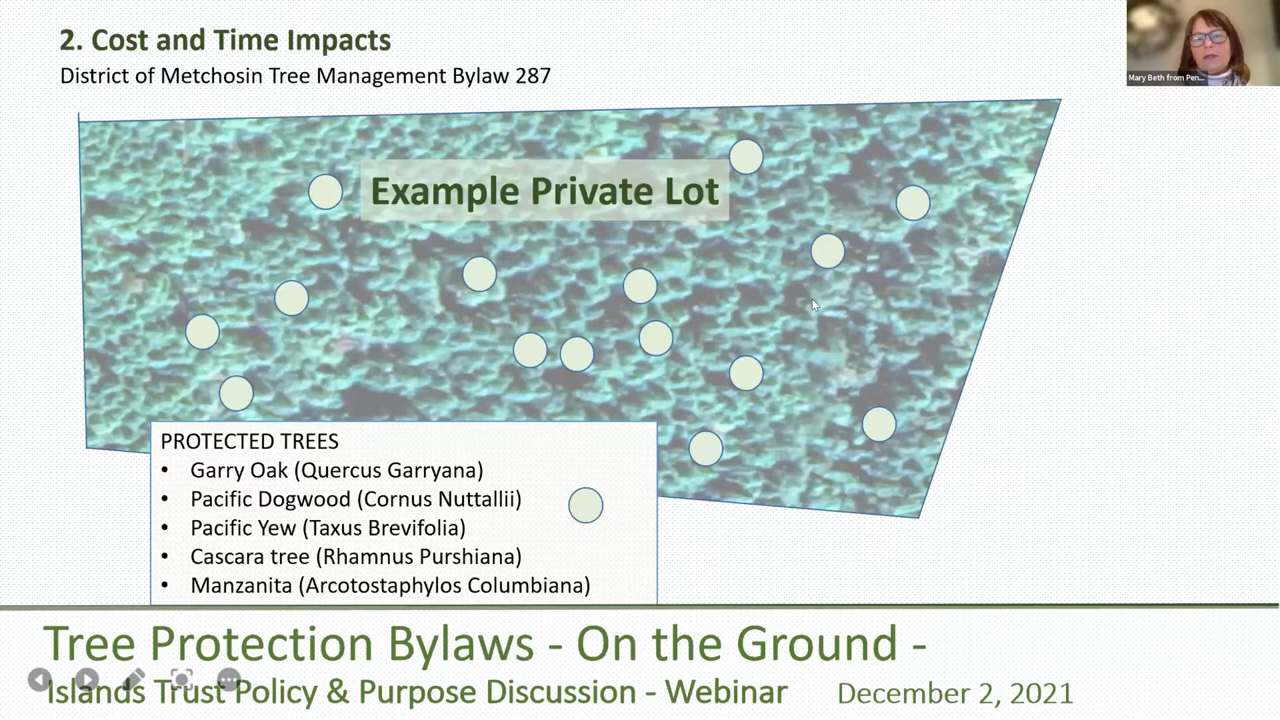 2. Cost and Time Impacts
District of Metchosin Tree Management Bylaw 287
Mary Beth from Pen...
Example Private Lot
PROTECTED TREES
• Garry Oak (Quercus Garryana)
• Pacific Dogwood (Cornus Nuttallii)
• Pacific Yew (Taxus Brevifolia)
• Cascara tree (Rhamnus Purshiana)
• Manzanita (Arcotostaphylos Columbiana)
Tree Protection Bylaws - On the Ground -
Islands Trust Policy & Purpose Discussion - Webinar December 2, 2021